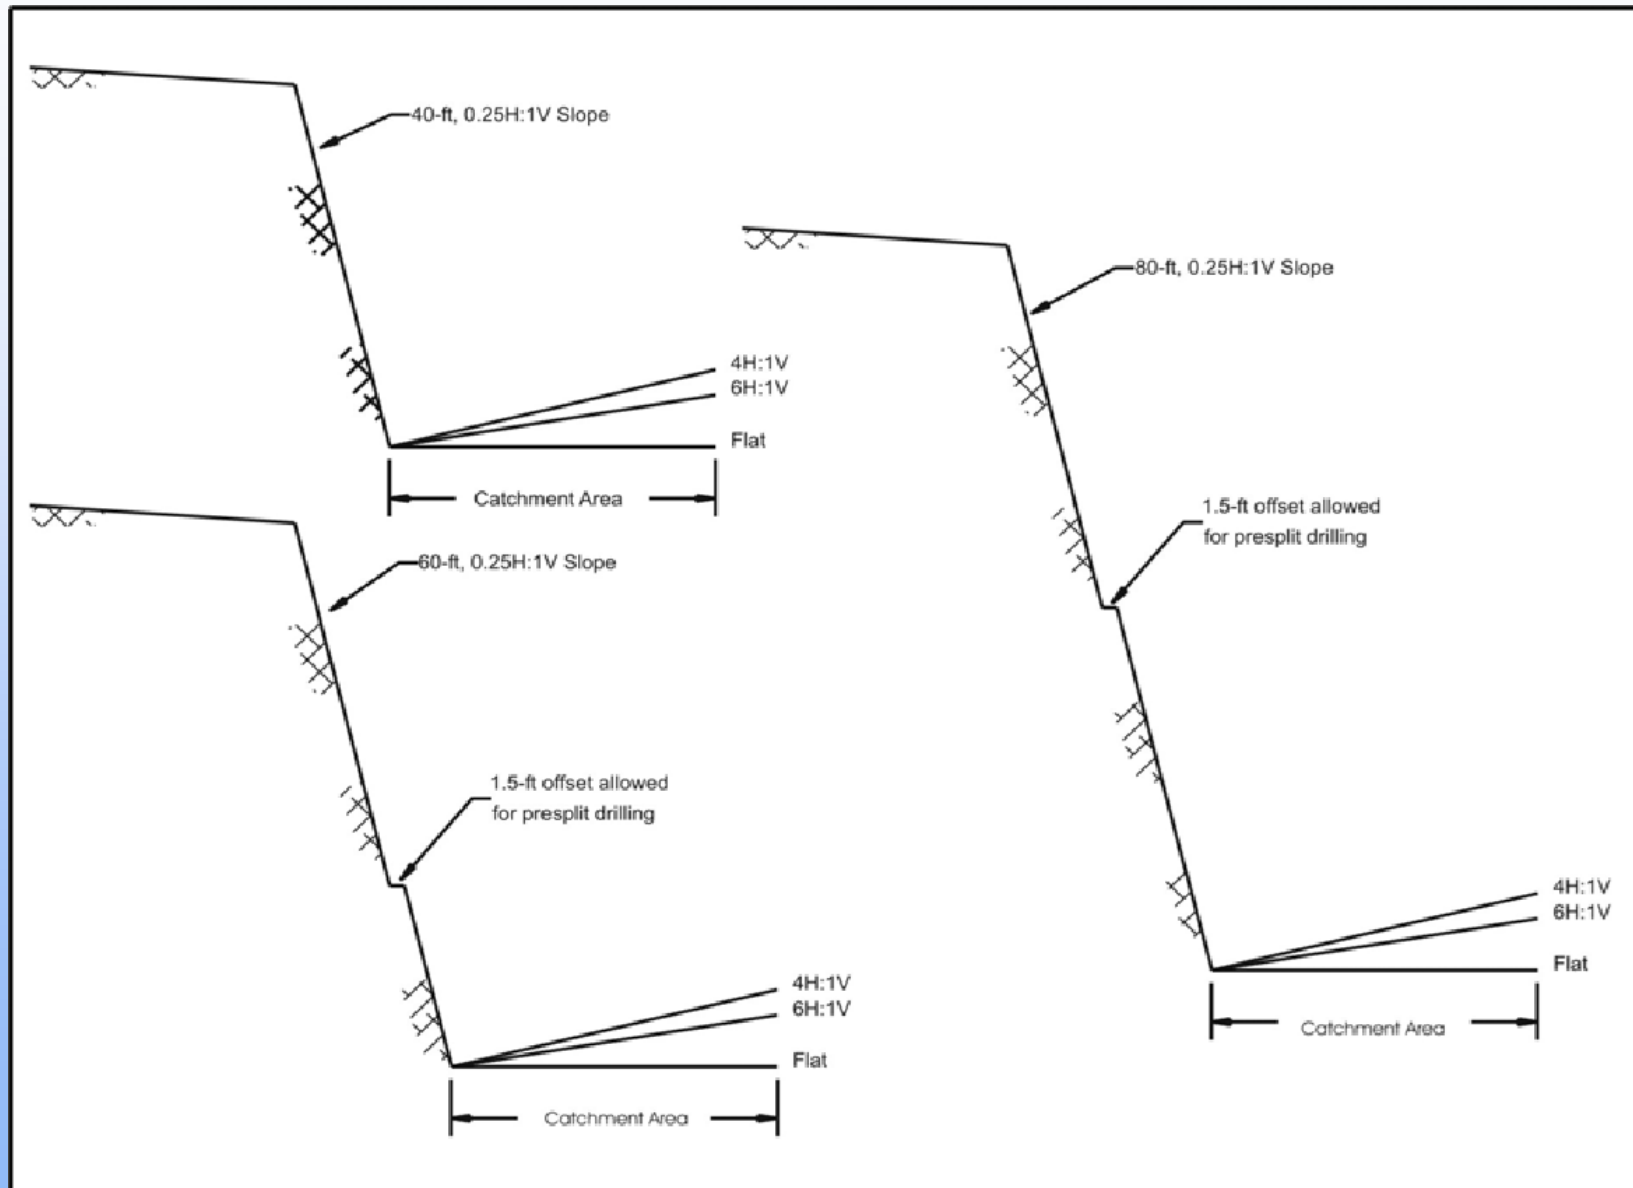 40-ft, 0.25H:1V Slope
4H:1V
6H:1V
Flat
Catchment Area
60-ft, 0.25H:1V Slope
1.5-ft offset allowed
for presplit drilling
4H:1V
6H:1V
Flat
Catchment Area
80-ft, 0.25H:1V Slope
1.5-ft offset allowed
for presplit drilling
4H:1V
6H:1V
Flat
Catchment Area